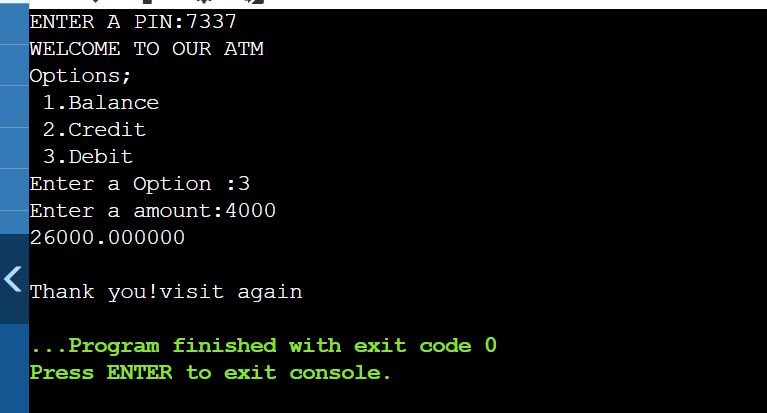 ENTER A PIN:7337
WELCOME TO OUR ATM
Options;
 1.Balance
 2.Credit
 3.Debit
Enter a Option :3
Enter a amount:4000
26000.000000

Thank you!visit again

...Program finished with exit code 0
Press ENTER to exit console.